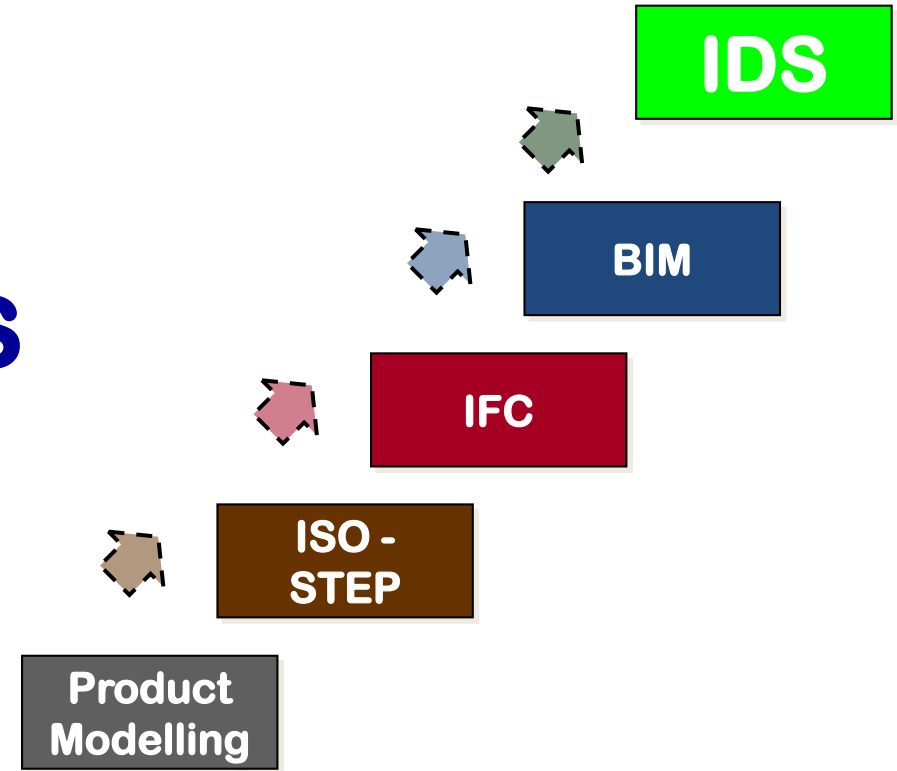 IDS
BIM
s
IFC
ISO -
STEP
Product
Modelling